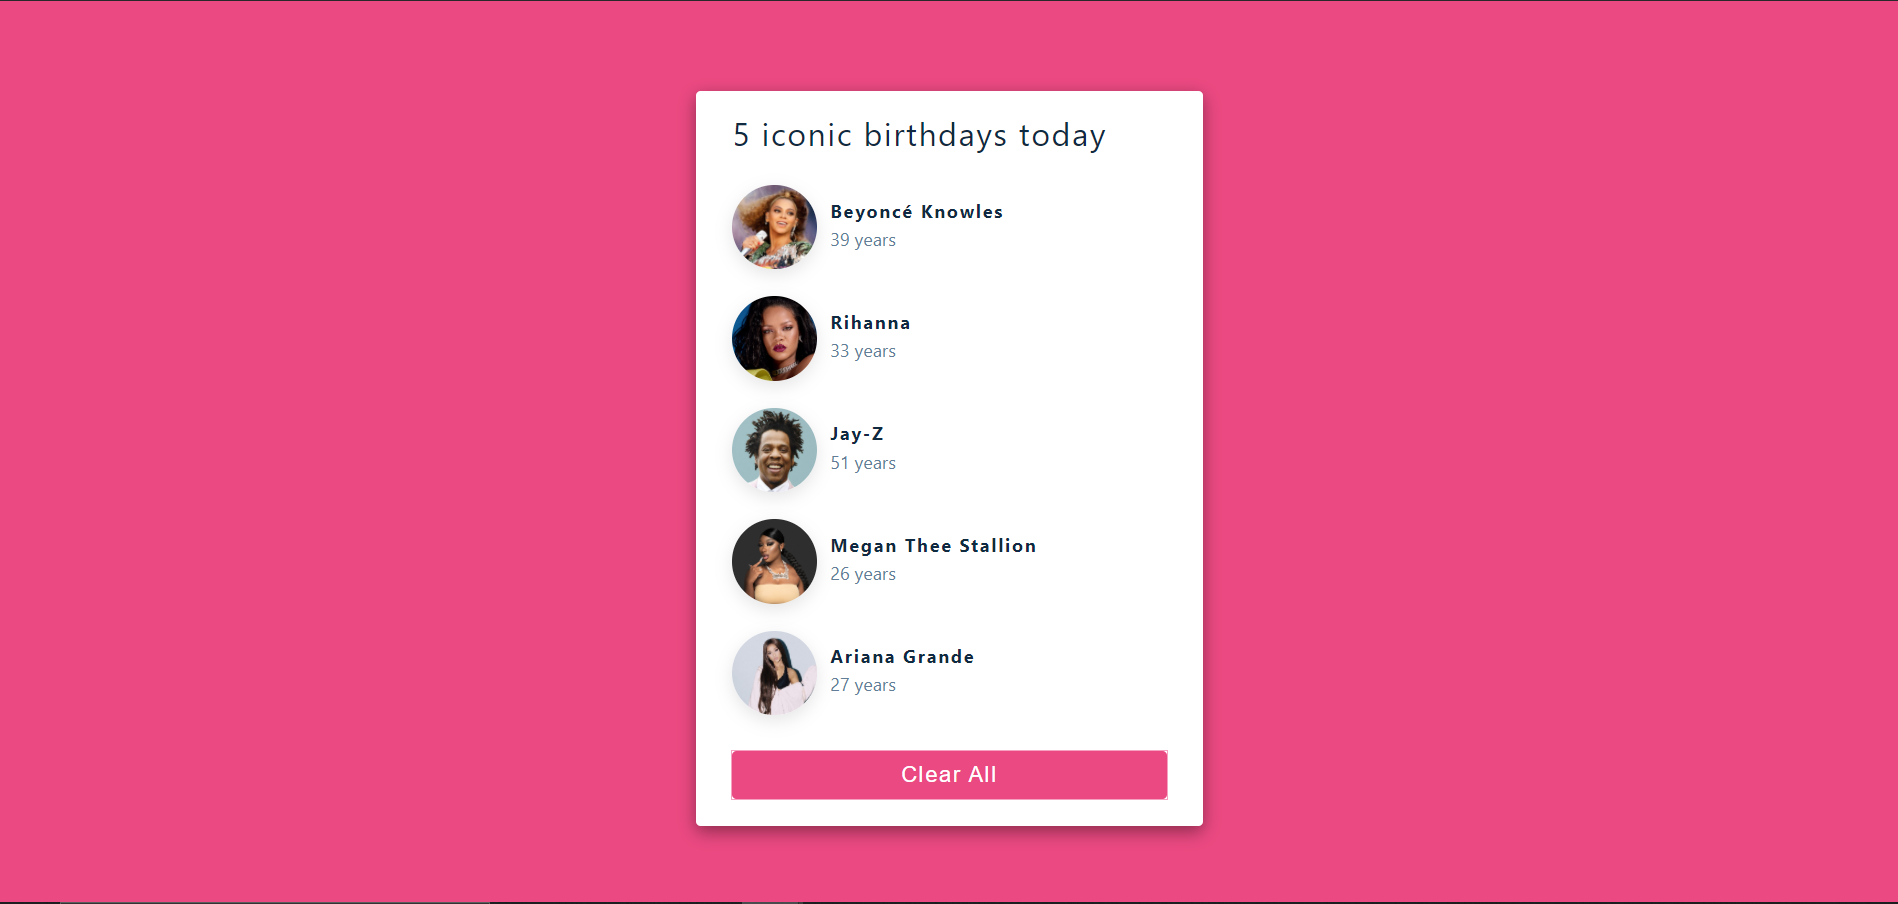 5 iconic birthdays today
Beyoncé Knowles
39 years
Rihanna
33 years
Jay-Z
51 years
Megan Thee Stallion
26 years
Ariana Grande
27 years
Clear All